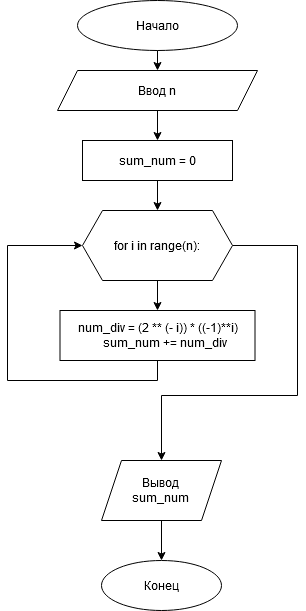 Начало
Ввод n
sum_num = 0
for i in range(n):
num_div = (2 ** (- i)) * ((-1)**i)
sum_num += num_div
Вывод
sum_num
Конец